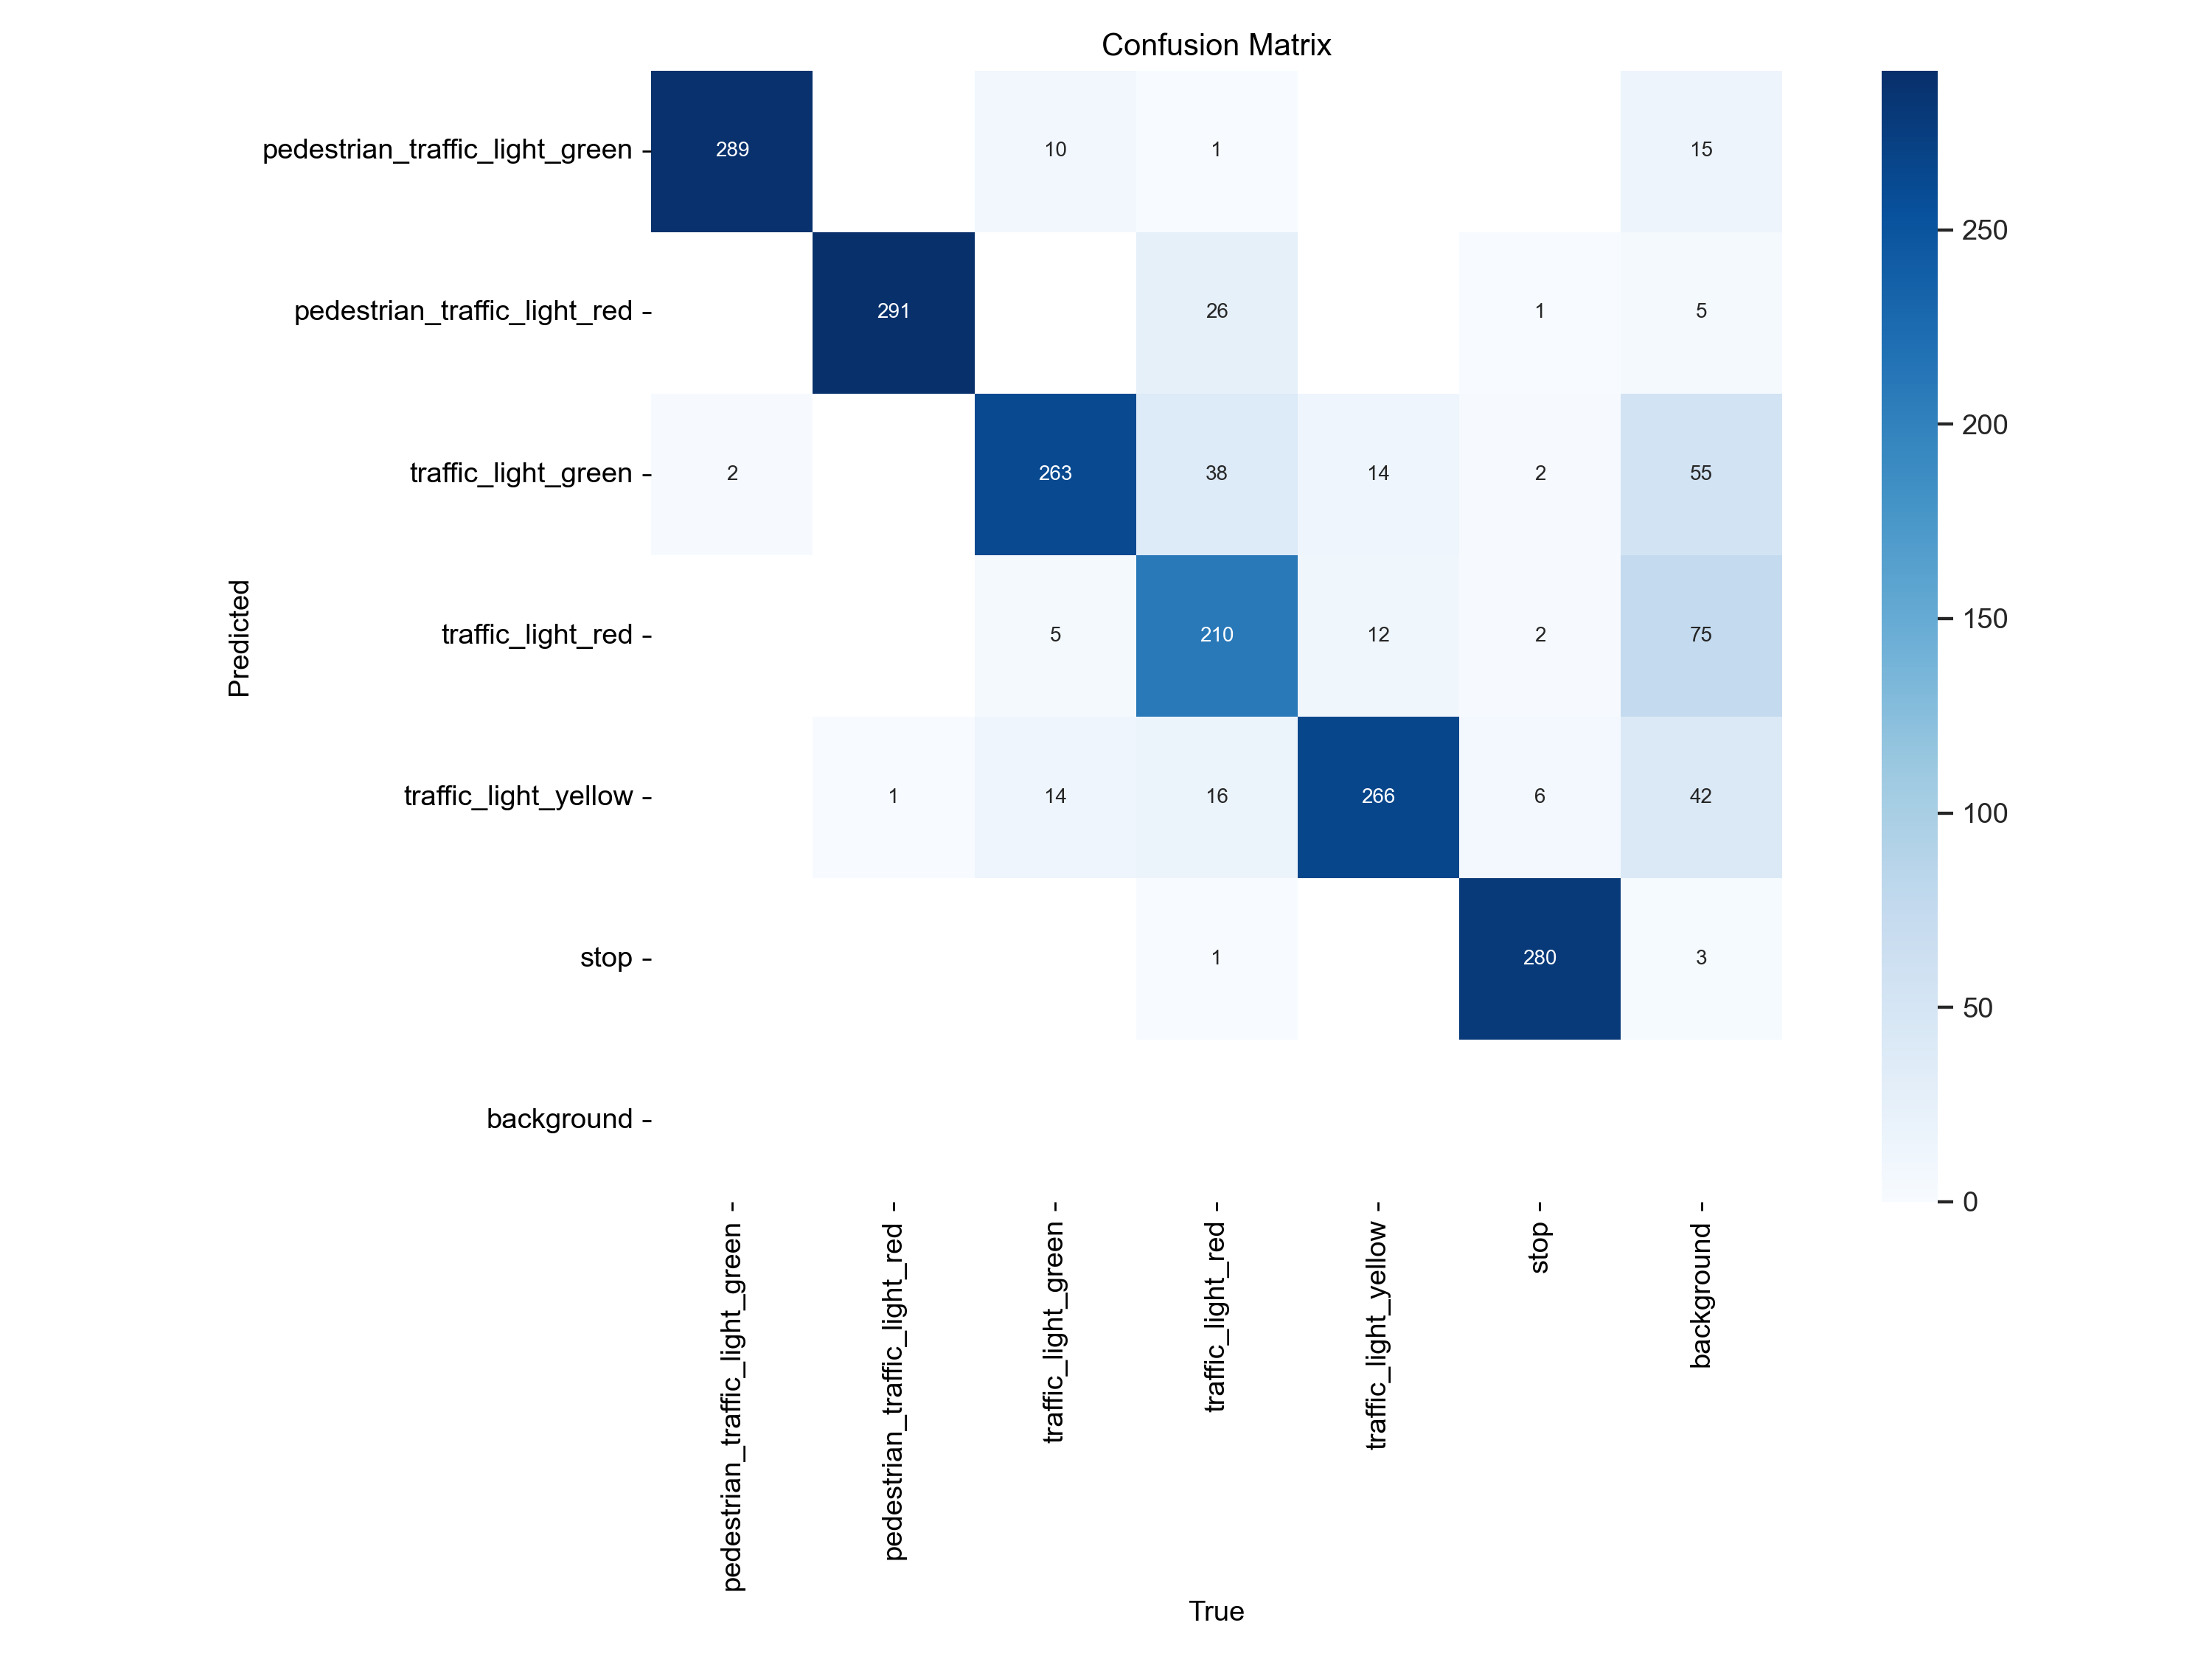 Confusion Matrix
pedestrian_traffic_light_green
289 10 1 15
pedestrian_traffic_light_red
291 26 1 5
traffic_light_green
2 263 38 14 2 55
traffic_light_red
5 210 12 2 75
traffic_light_yellow
1 14 16 266 6 42
stop
1 280 3
background
Predicted
250
200
150
100
50
0
pedestrian_traffic_light_green
pedestrian_traffic_light_red
traffic_light_green
traffic_light_red
traffic_light_yellow
stop
background
True